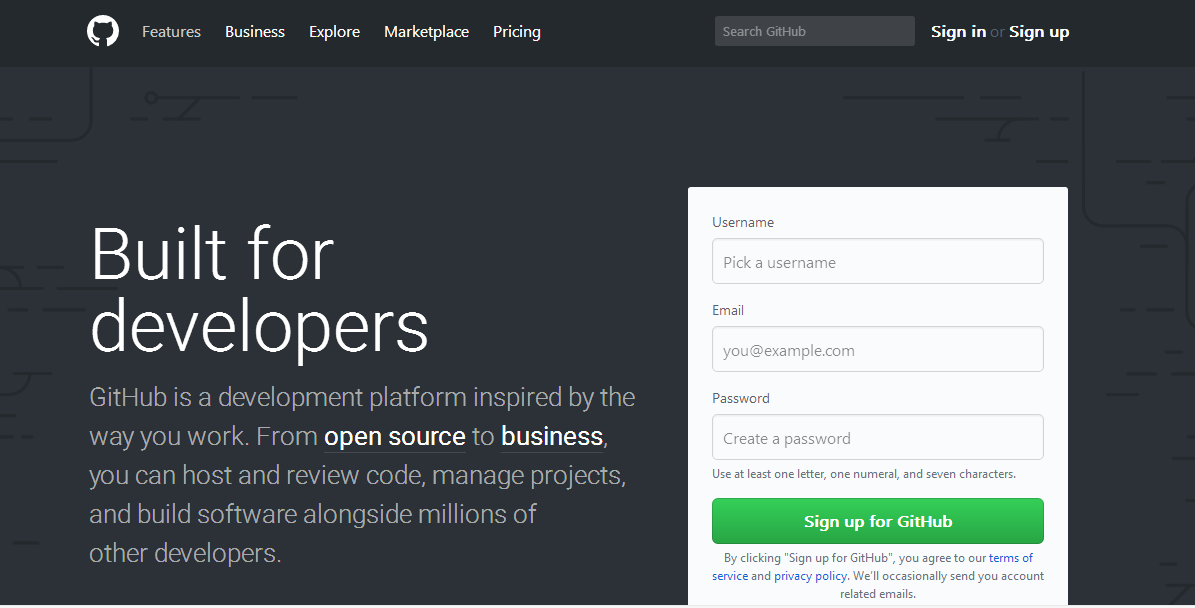 Features Business Explore Marketplace Pricing Search GitHub Sign in or Sign up
Built for
developers
GitHub is a development platform inspired by the
way you work. From open source to business,
you can host and review code, manage projects,
and build software alongside millions of
other developers.
Username
Pick a username
Email
you@example.com
Password
Create a password
Use at least one letter, one numeral, and seven characters.
Sign up for GitHub
By clicking "Sign up for GitHub", you agree to our terms of
service and privacy policy. We’ll occasionally send you account
related emails.